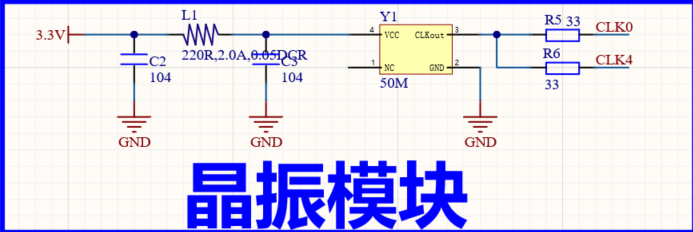 L1
Y1
R5 33
CLK0
3.3V
4 VCC CLKout 3
220R,2.0A,0.05DCR
C2
104
C3
104
R6
CLK4
33
1 NC GND 2
50M
GND
GND
GND
晶振模块